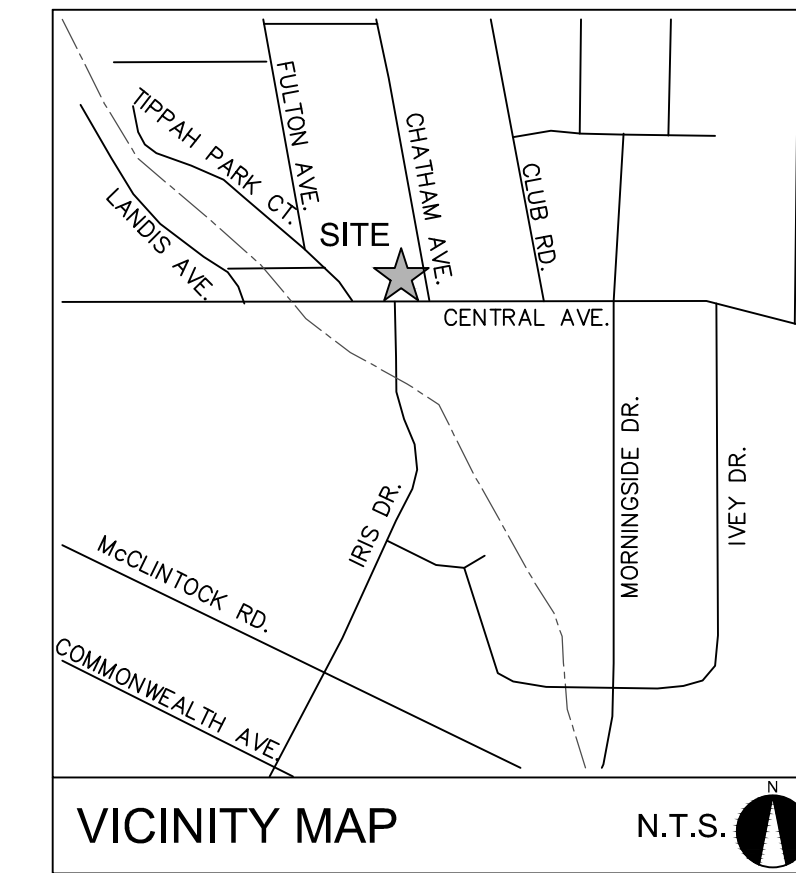 FULTON AVE.
TIPPAH PARK CT.
CHATHAM AVE.
CLUB RD.
LANDIS AVE.
SITE
CENTRAL AVE.
MORNINGSIDE DR.
IVEY DR.
IRIS DR.
McCLINTOCK RD.
COMMONWEALTH AVE.
VICINITY MAP
N.T.S.
N